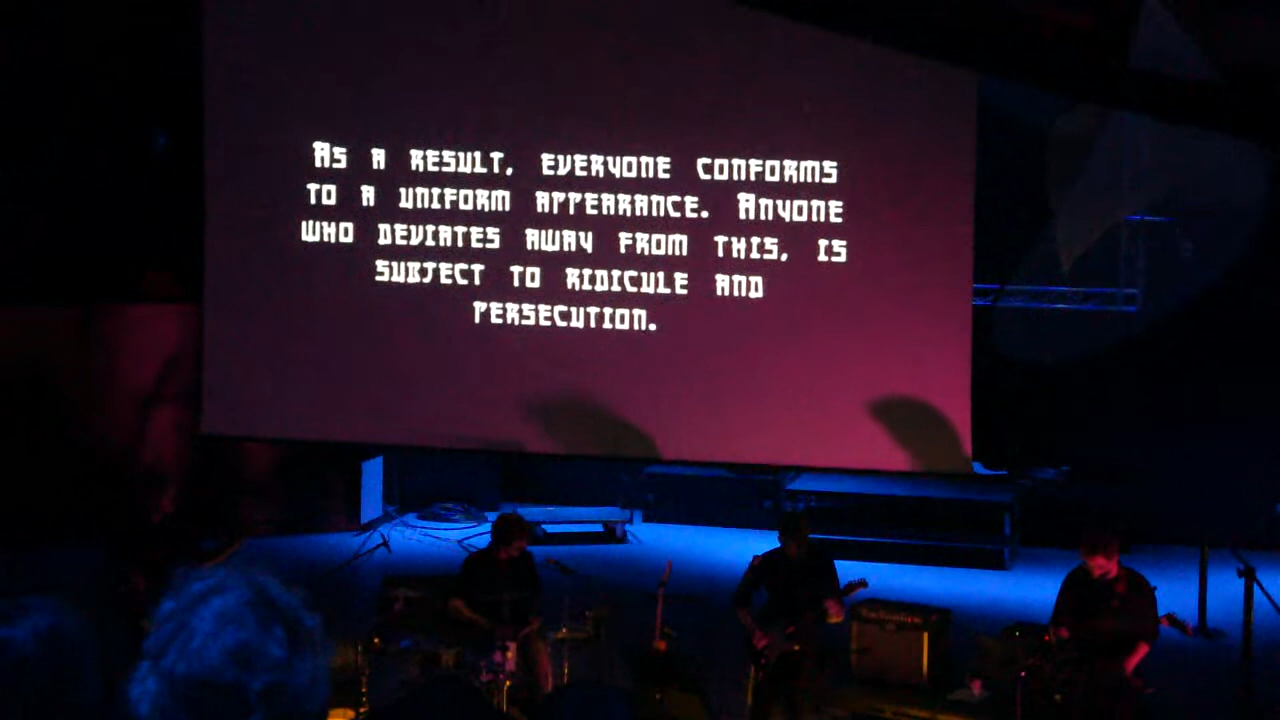 As a result, everyone conforms
to a uniform appearance. Anyone
who deviates away from this, is
subject to ridicule and
persecution.